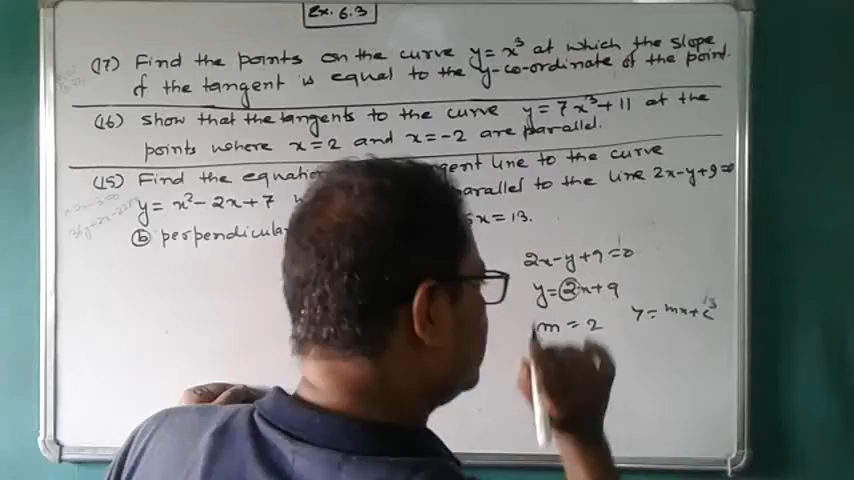 Ex. 6.3
(17) Find the points on the curve y = x³ at which the slope
of the tangent is equal to the y-co-ordinate of the point.
(16) Show that the tangents to the curve y = 7x³ + 11 at the
points where x = 2 and x = -2 are parallel.
(15) Find the equation gent line to the curve
y = x² - 2x + 7 parallel to the line 2x - y + 9 = 0
(b) perpendicular x = 13.
2x - y + 9 = 0
y = 2x + 9
m = 2
y = mx + c